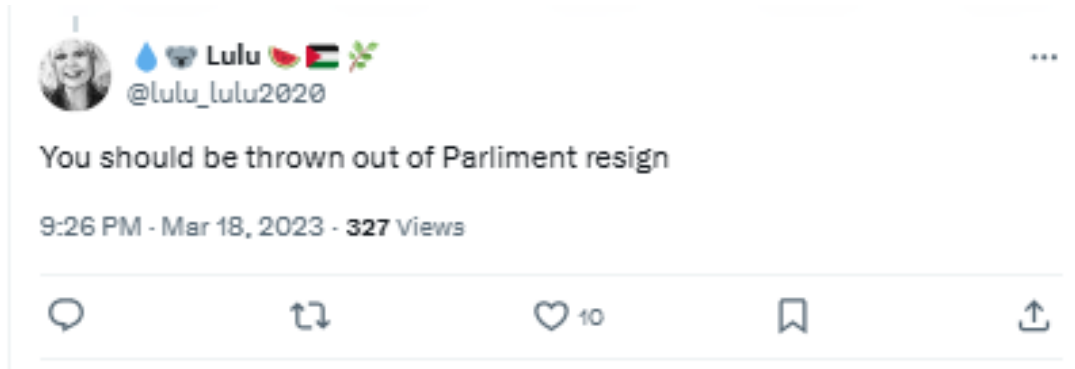 💧🐨 Lulu 🍉🇵🇸🌿
@lulu_lulu2020
You should be thrown out of Parliment resign
9:26 PM · Mar 18, 2023 · 327 Views
10